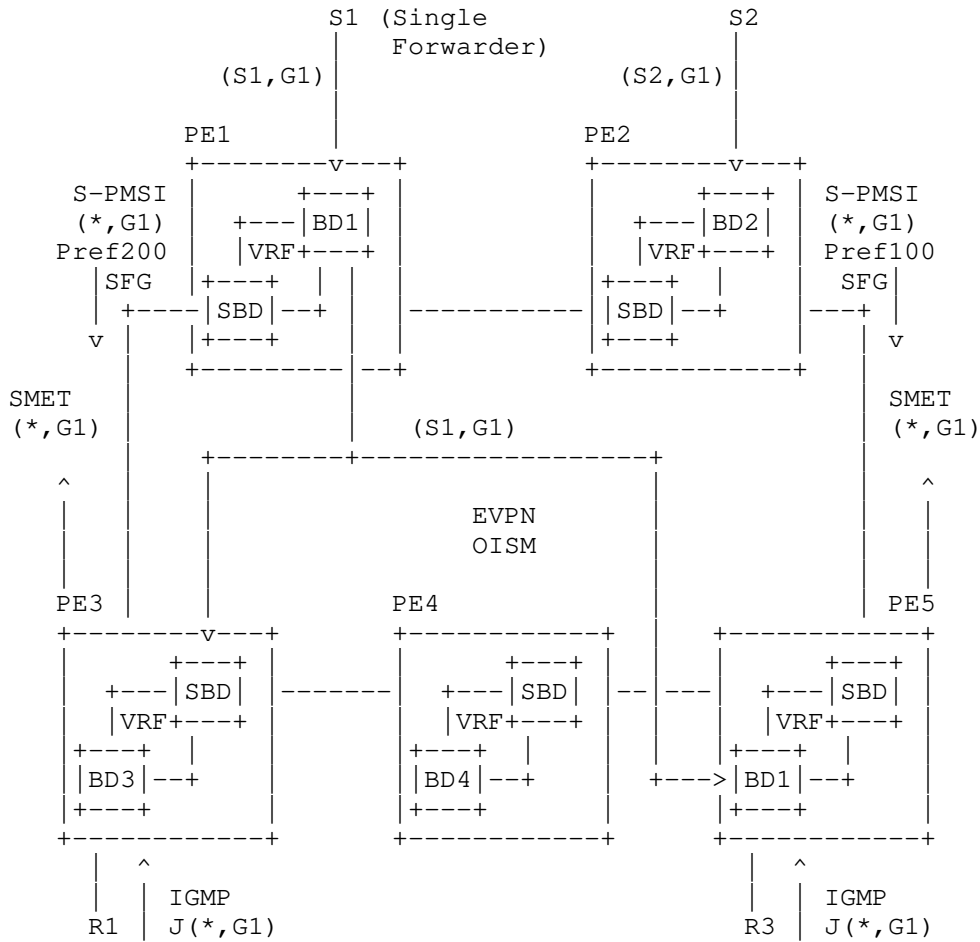 S1 (Single S2
Forwarder)
(S1,G1) (S2,G1)
PE1 PE2
S-PMSI S-PMSI
(*,G1) BD1 BD2 (*,G1)
Pref200 VRF VRF Pref100
SFG SFG
SBD SBD
SMET SMET
(*,G1) (S1,G1) (*,G1)
EVPN
OISM
PE3 PE4 PE5
SBD SBD SBD
VRF VRF VRF
BD3 BD4 BD1
IGMP IGMP
R1 J(*,G1) R3 J(*,G1)